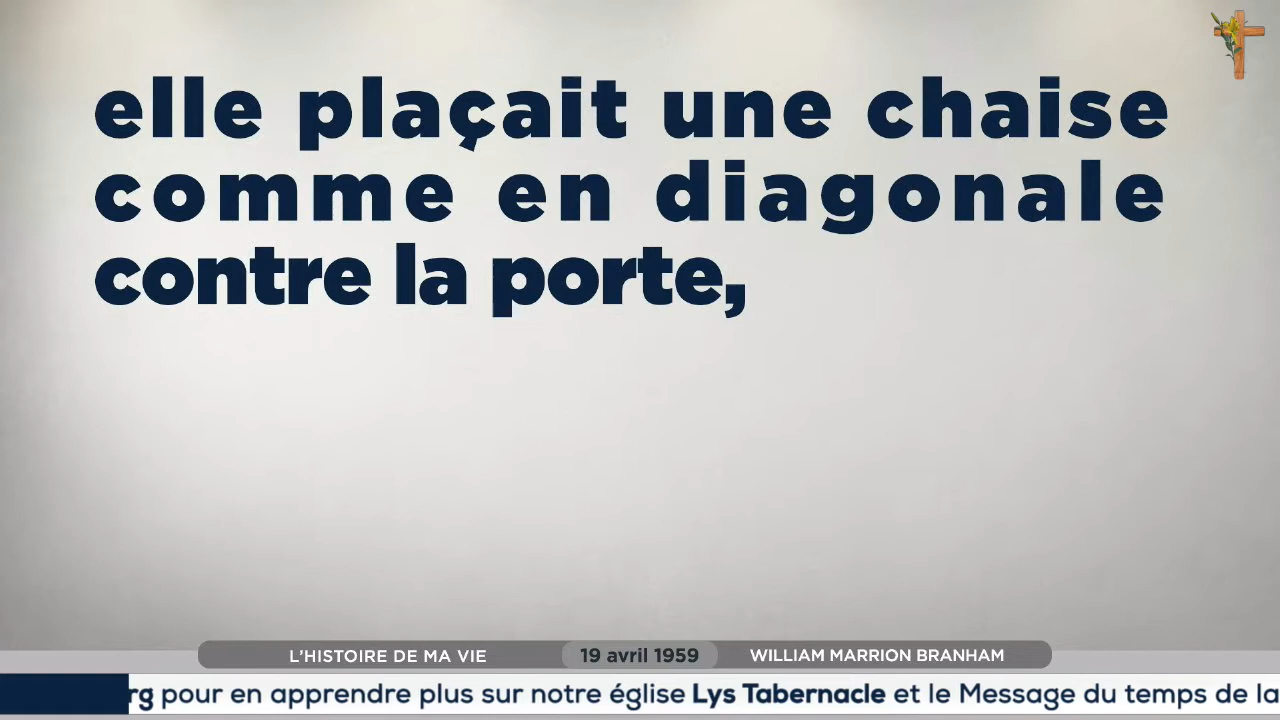 elle plaçait une chaise
comme en diagonale
contre la porte,
L'HISTOIRE DE MA VIE 19 avril 1959 WILLIAM MARRION BRANHAM
rg pour en apprendre plus sur notre église Lys Tabernacle et le Message du temps de la